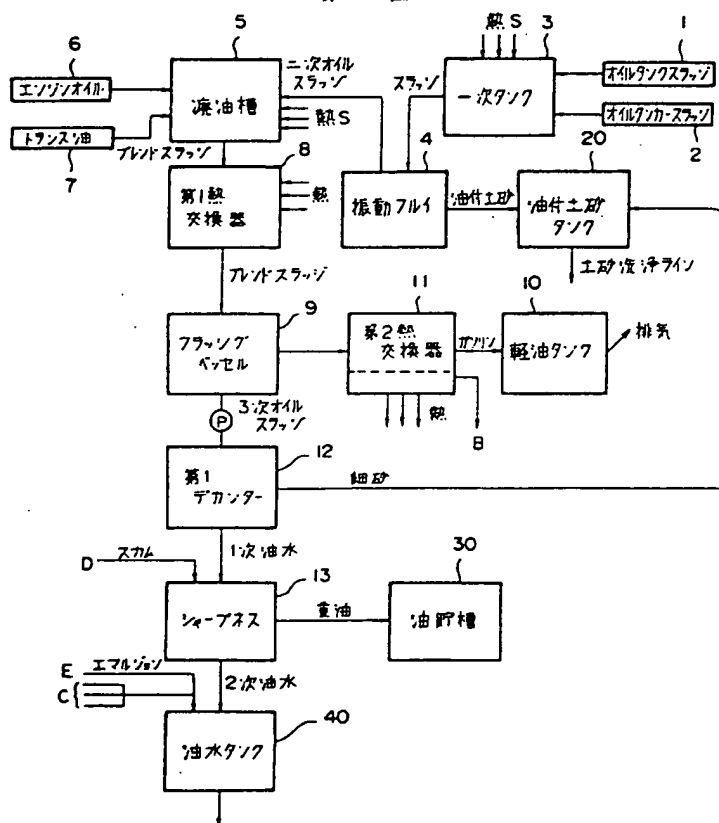 6
5
熱 S
3
1
エンジンオイル
二次オイル
スラッジ
スラッジ
一次タンク
オイルタンクスラッジ
廃油槽
熱 S
オイルタンカースラッジ
トランス油
7
ブレンドスラッジ
8
4
20
2
第1熱
交換器
熱
振動フルイ
油付土砂
油付土砂
タンク
ブレンドスラッジ
土砂洗浄ライン
9
11
10
フラッシング
ベッセル
第2熱
交換器
ガソリン
軽油タンク
排気
P
3次オイル
スラッジ
熱
B
12
第1
デカンター
細砂
D
スカム
1次油水
13
30
シャープネス
重油
油貯槽
E
エマルジョン
2次油水
C
40
油水タンク